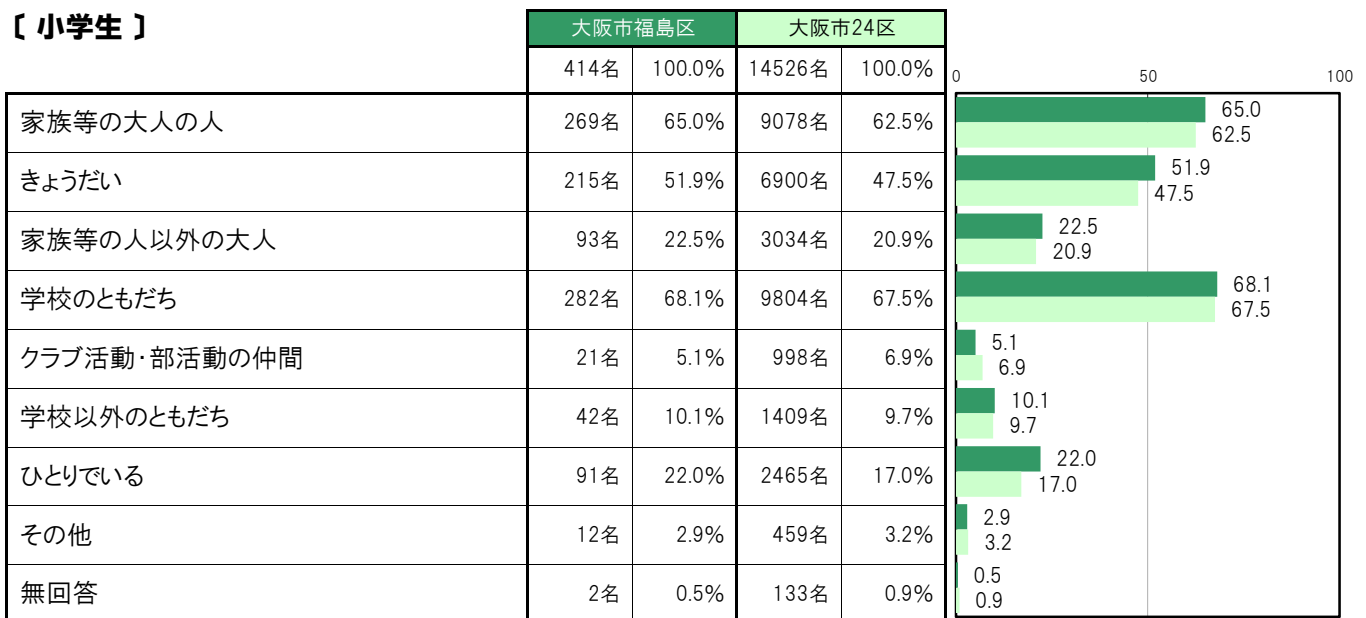 〔 小学生 〕
大阪市福島区 大阪市24区
414名 100.0% 14526名 100.0%
0 50 100
家族等の大人の人 269名 65.0% 9078名 62.5%
65.0
62.5
きょうだい 215名 51.9% 6900名 47.5%
51.9
47.5
家族等の人以外の大人 93名 22.5% 3034名 20.9%
22.5
20.9
学校のともだち 282名 68.1% 9804名 67.5%
68.1
67.5
クラブ活動・部活動の仲間 21名 5.1% 998名 6.9%
5.1
6.9
学校以外のともだち 42名 10.1% 1409名 9.7%
10.1
9.7
ひとりでいる 91名 22.0% 2465名 17.0%
22.0
17.0
その他 12名 2.9% 459名 3.2%
2.9
3.2
無回答 2名 0.5% 133名 0.9%
0.5
0.9